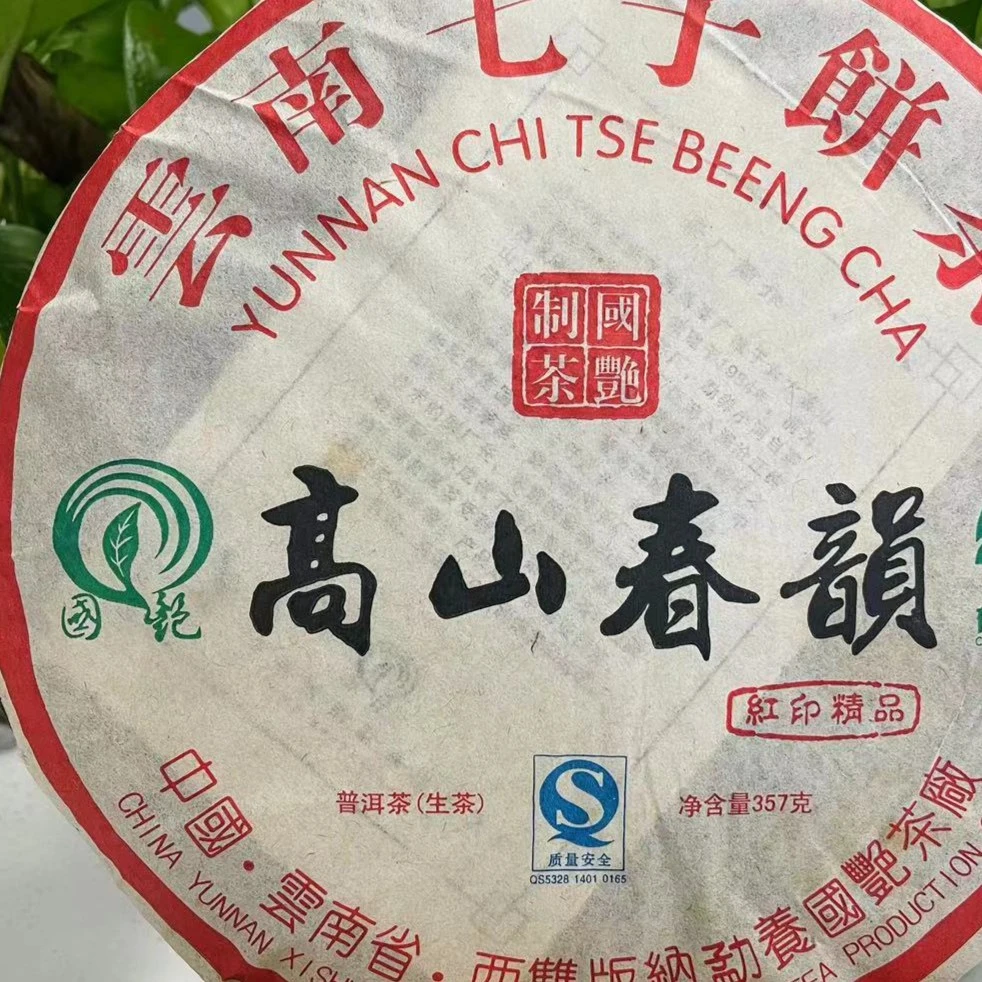 雲南七子餅茶
YUNNAN CHI TSE BEENG CHA
國艷
制茶
國艷
高山春韻
紅印精品
普洱茶(生茶)
净含量357克
质量安全
QS5328 1401 0165
中國·雲南省·西雙版納勐養國艷茶廠
CHINA YUNNAN
TEA PRODUCTION